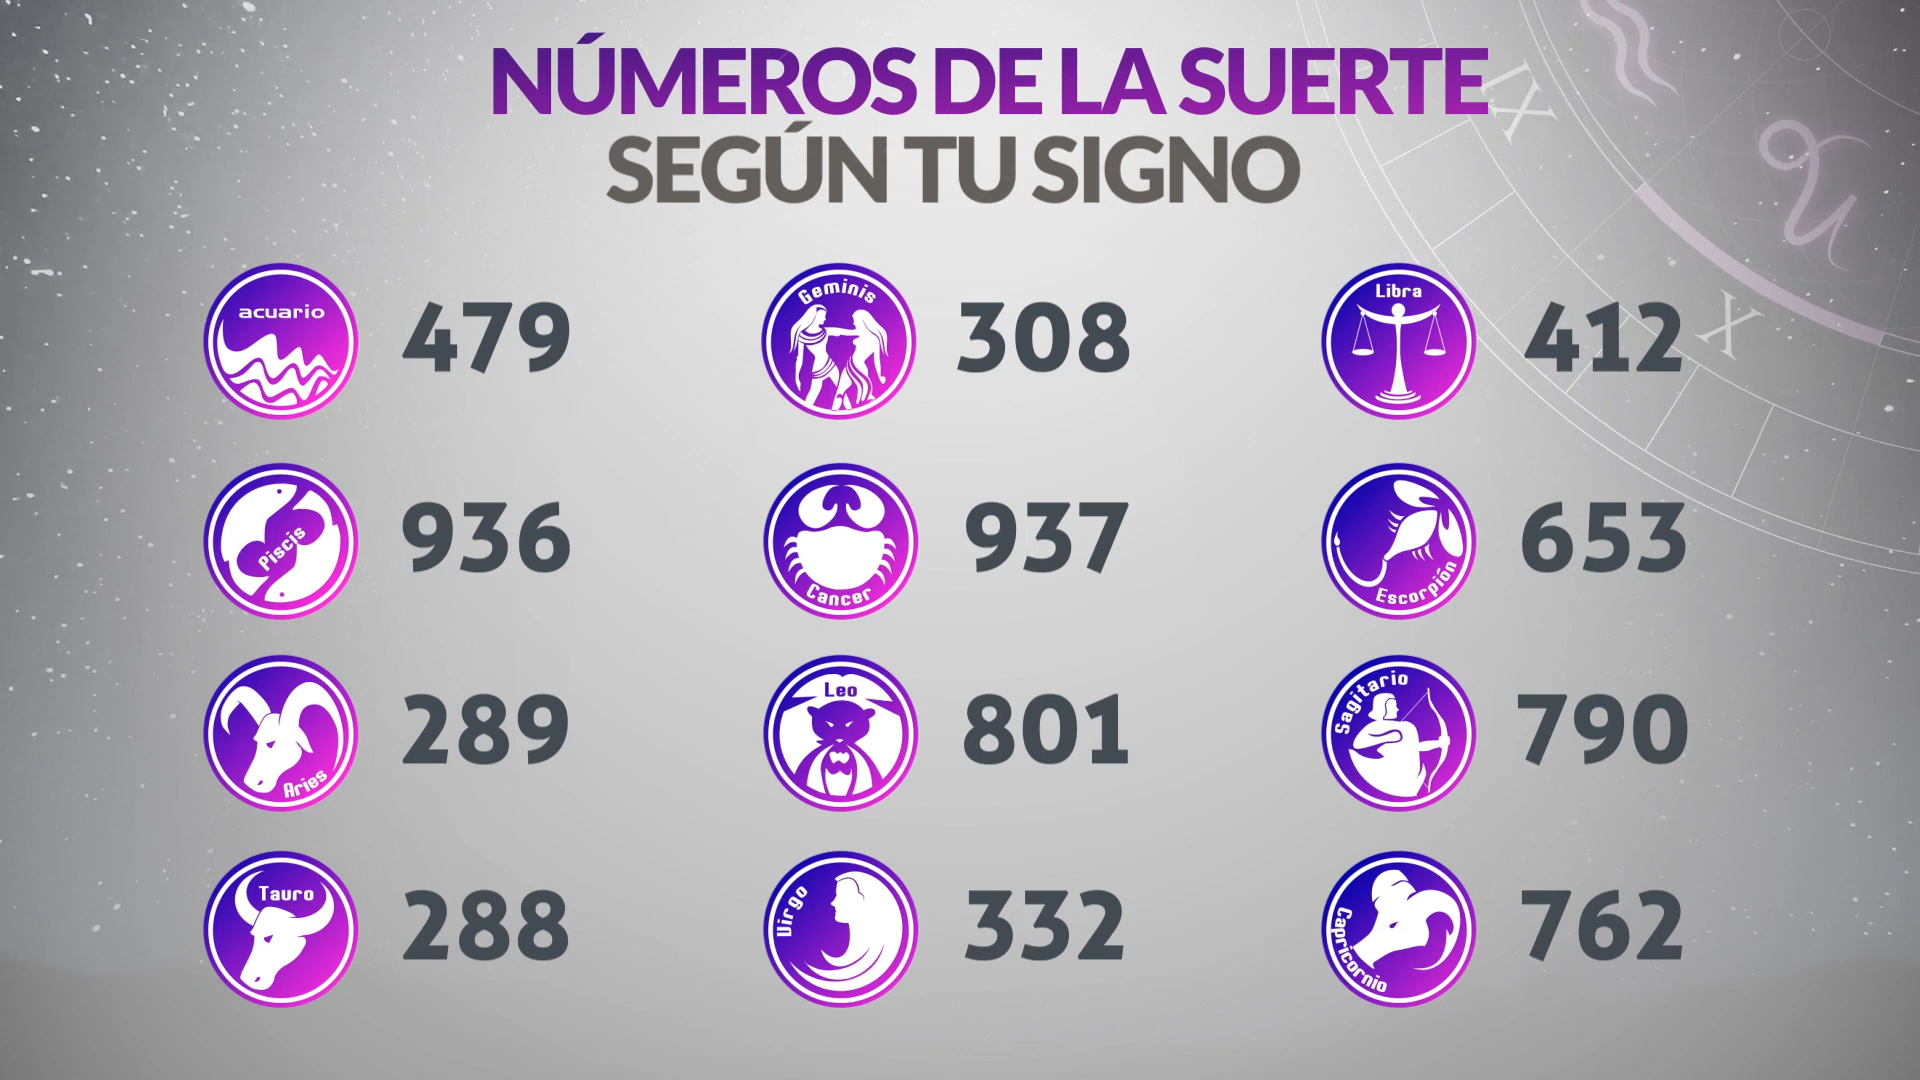 NÚMEROS DE LA SUERTE
SEGÚN TU SIGNO
acuario 479
Geminis 308
Libra 412
Piscis 936
Cancer 937
Escorpión 653
Aries 289
Leo 801
Sagitario 790
Tauro 288
Virgo 332
Capricornio 762
IX
X